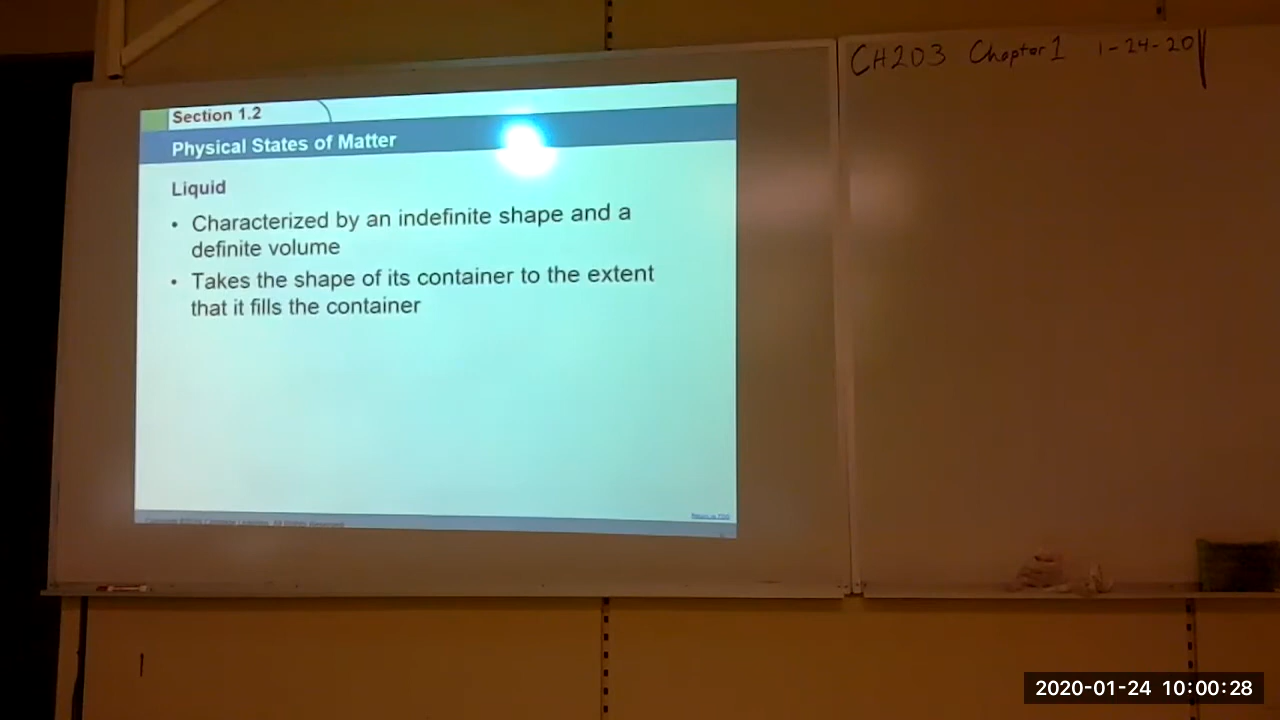 CH203 Chapter 1 1-24-20
Section 1.2
Physical States of Matter
Liquid
• Characterized by an indefinite shape and a
definite volume
• Takes the shape of its container to the extent
that it fills the container
2020-01-24 10:00:28